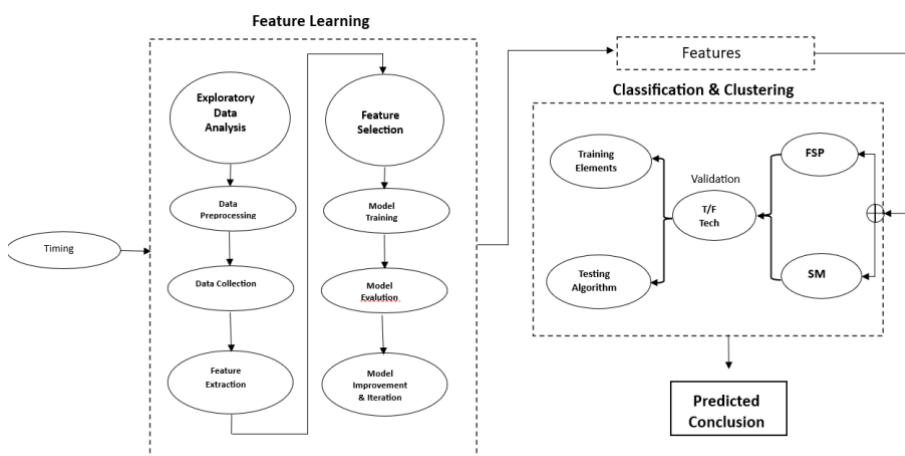 Feature Learning
Timing
Exploratory
Data
Analysis
Data
Preprocessing
Data Collection
Feature
Extraction
Feature
Selection
Model
Training
Model
Evalution
Model
Improvement
& Iteration
Features
Classification & Clustering
Training
Elements
Testing
Algorithm
Validation
T/F
Tech
FSP
SM
Predicted
Conclusion